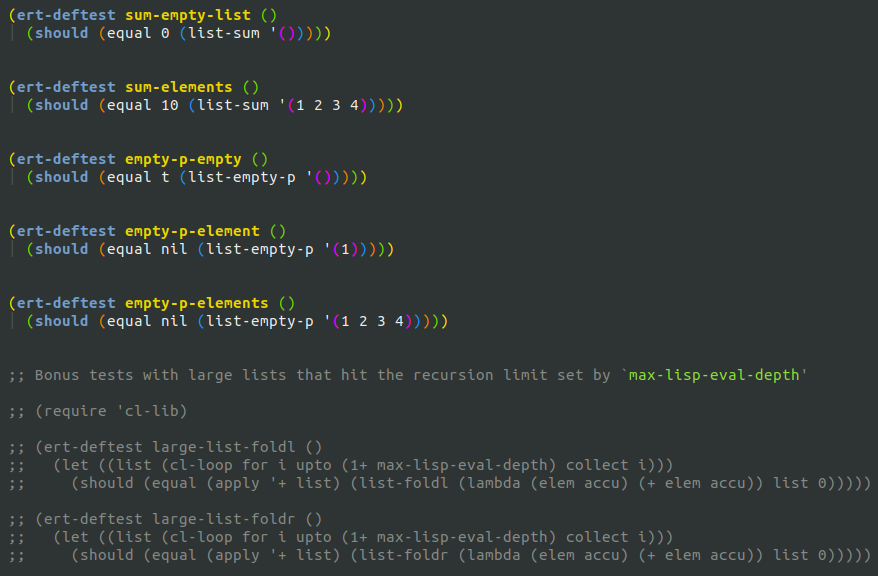 (ert-deftest sum-empty-list ()
  (should (equal 0 (list-sum '()))))
(ert-deftest sum-elements ()
  (should (equal 10 (list-sum '(1 2 3 4)))))
(ert-deftest empty-p-empty ()
  (should (equal t (list-empty-p '()))))
(ert-deftest empty-p-element ()
  (should (equal nil (list-empty-p '(1)))))
(ert-deftest empty-p-elements ()
  (should (equal nil (list-empty-p '(1 2 3 4)))))
;; Bonus tests with large lists that hit the recursion limit set by `max-lisp-eval-depth'
;; (require 'cl-lib)
;; (ert-deftest large-list-foldl ()
;;   (let ((list (cl-loop for i upto (1+ max-lisp-eval-depth) collect i)))
;;     (should (equal (apply '+ list) (list-foldl (lambda (elem accu) (+ elem accu)) list 0)))))
;; (ert-deftest large-list-foldr ()
;;   (let ((list (cl-loop for i upto (1+ max-lisp-eval-depth) collect i)))
;;     (should (equal (apply '+ list) (list-foldr (lambda (elem accu) (+ elem accu)) list 0)))))